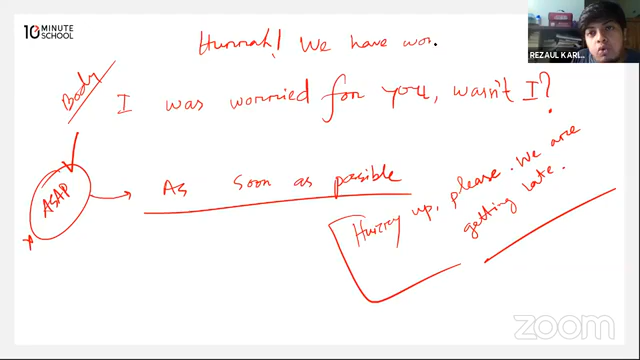 10 MINUTE SCHOOL
Hurrah! We have won.
REZAUL KARI...
Body
I was worried for you, wasn't I?
ASAP
As soon as possible
Hurry up, please. We are
getting late.
zoom